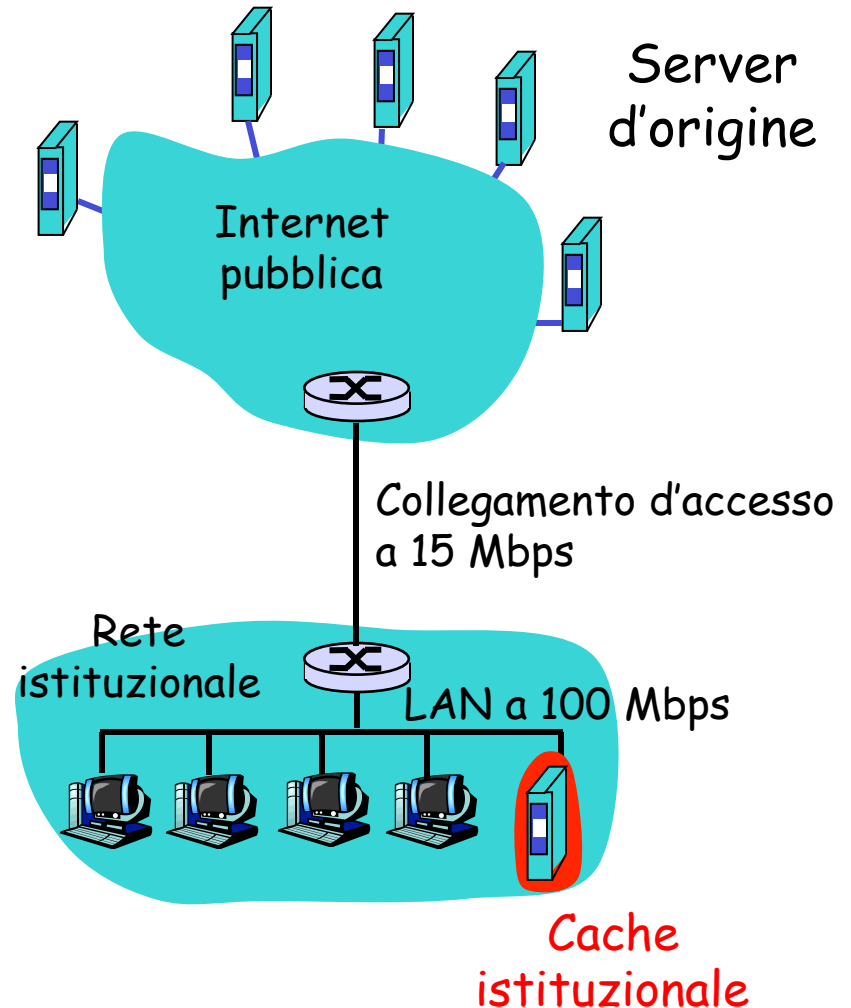 Server
d'origine
Internet
pubblica
Collegamento d'accesso
a 15 Mbps
Rete
istituzionale
LAN a 100 Mbps
Cache
istituzionale